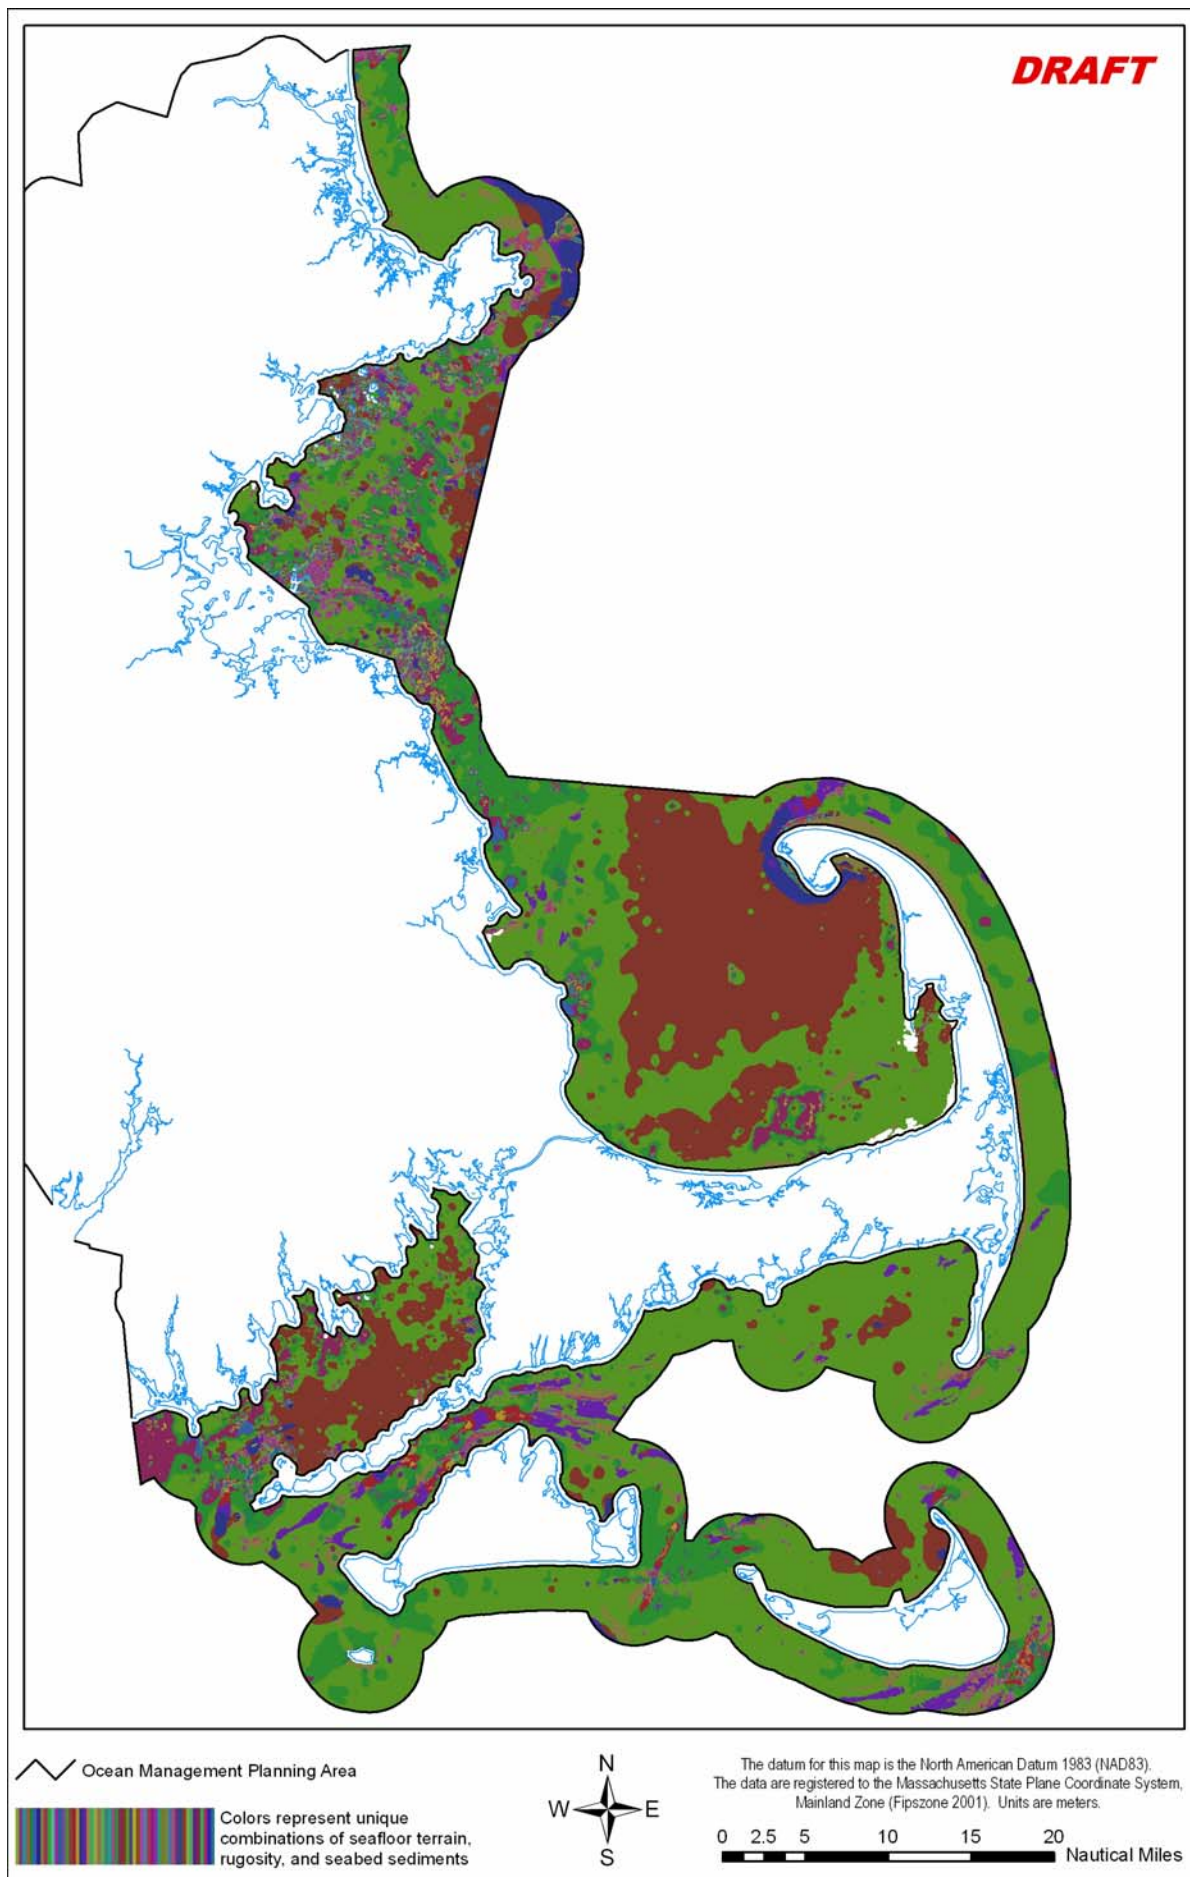 DRAFT
Ocean Management Planning Area
Colors represent unique
combinations of seafloor terrain,
rugosity, and seabed sediments
N
W
E
S
The datum for this map is the North American Datum 1983 (NAD83).
The data are registered to the Massachusetts State Plane Coordinate System,
Mainland Zone (Fipszone 2001). Units are meters.
0 2.5 5 10 15 20
Nautical Miles